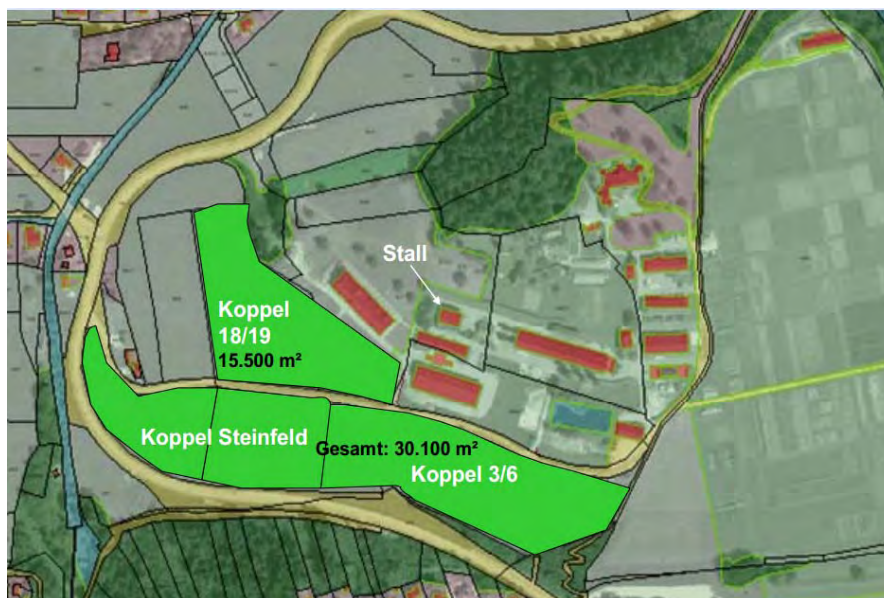 Stall
Koppel
18/19
15.500 m²
Koppel Steinfeld
Gesamt: 30.100 m²
Koppel 3/6